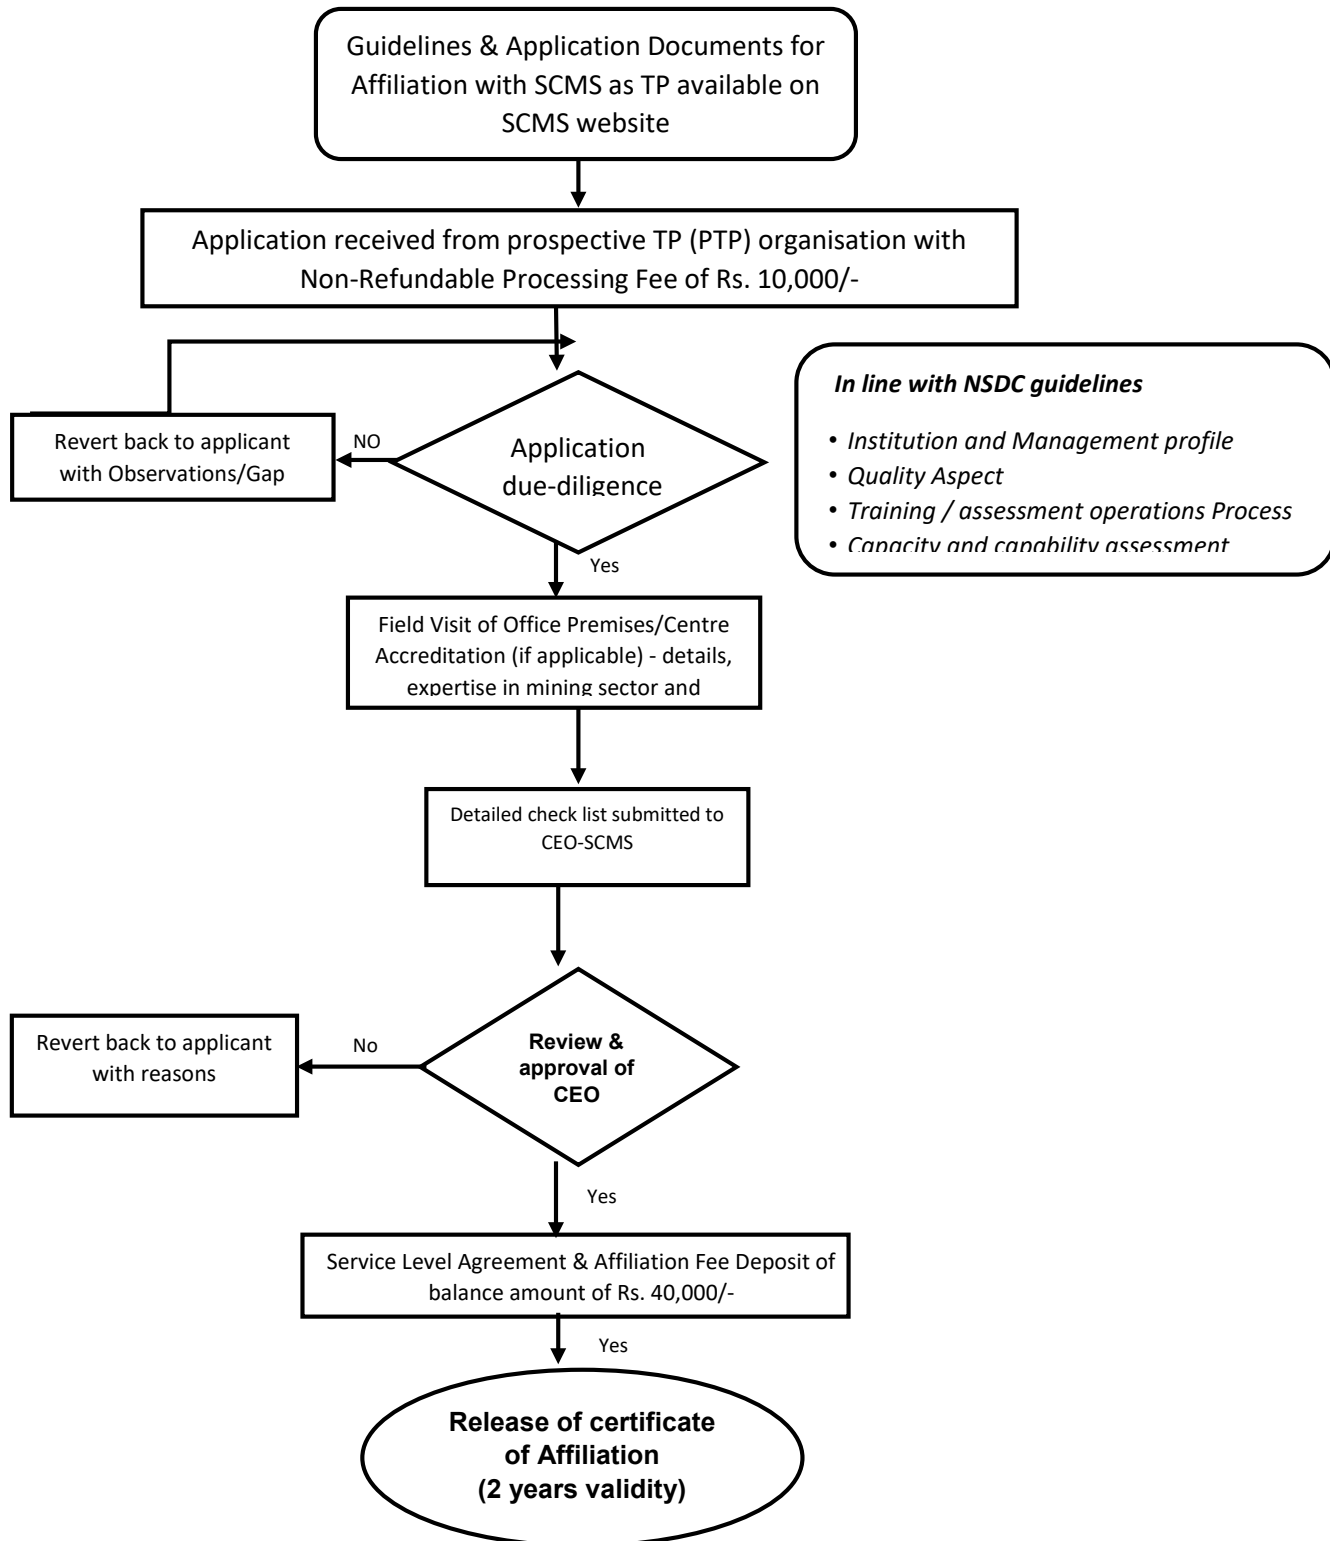 Guidelines & Application Documents for
Affiliation with SCMS as TP available on
SCMS website
Application received from prospective TP (PTP) organisation with
Non-Refundable Processing Fee of Rs. 10,000/-
In line with NSDC guidelines
• Institution and Management profile
• Quality Aspect
• Training / assessment operations Process
• Capacity and capability assessment
Revert back to applicant
with Observations/Gap
NO
Application
due-diligence
Yes
Field Visit of Office Premises/Centre
Accreditation (if applicable) - details,
expertise in mining sector and
Detailed check list submitted to
CEO-SCMS
Revert back to applicant
with reasons
No
Review &
approval of
CEO
Yes
Service Level Agreement & Affiliation Fee Deposit of
balance amount of Rs. 40,000/-
Yes
Release of certificate
of Affiliation
(2 years validity)